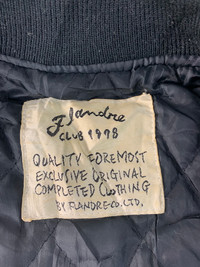 Flandre
CLUB 1978
QUALITY FOREMOST
EXCLUSIVE ORIGINAL
COMPLETED CLOTHING
BY FLANDRE-CO.LTD.